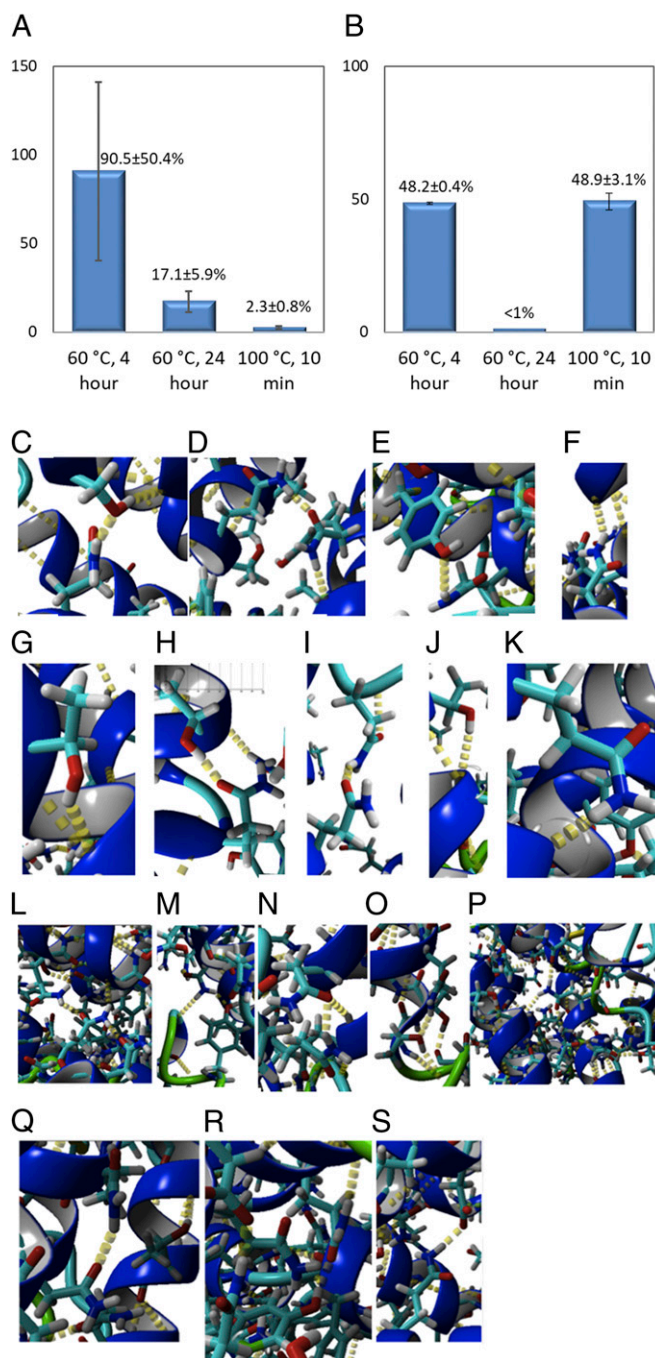 A B
150
100
50
0
90.5±50.4%
17.1±5.9%
2.3±0.8%
60 °C, 4 hour
60 °C, 24 hour
100 °C, 10 min
100
50
0
48.2±0.4%
<1%
48.9±3.1%
60 °C, 4 hour
60 °C, 24 hour
100 °C, 10 min
C D E F
G H I J K
L M N O P
Q R S